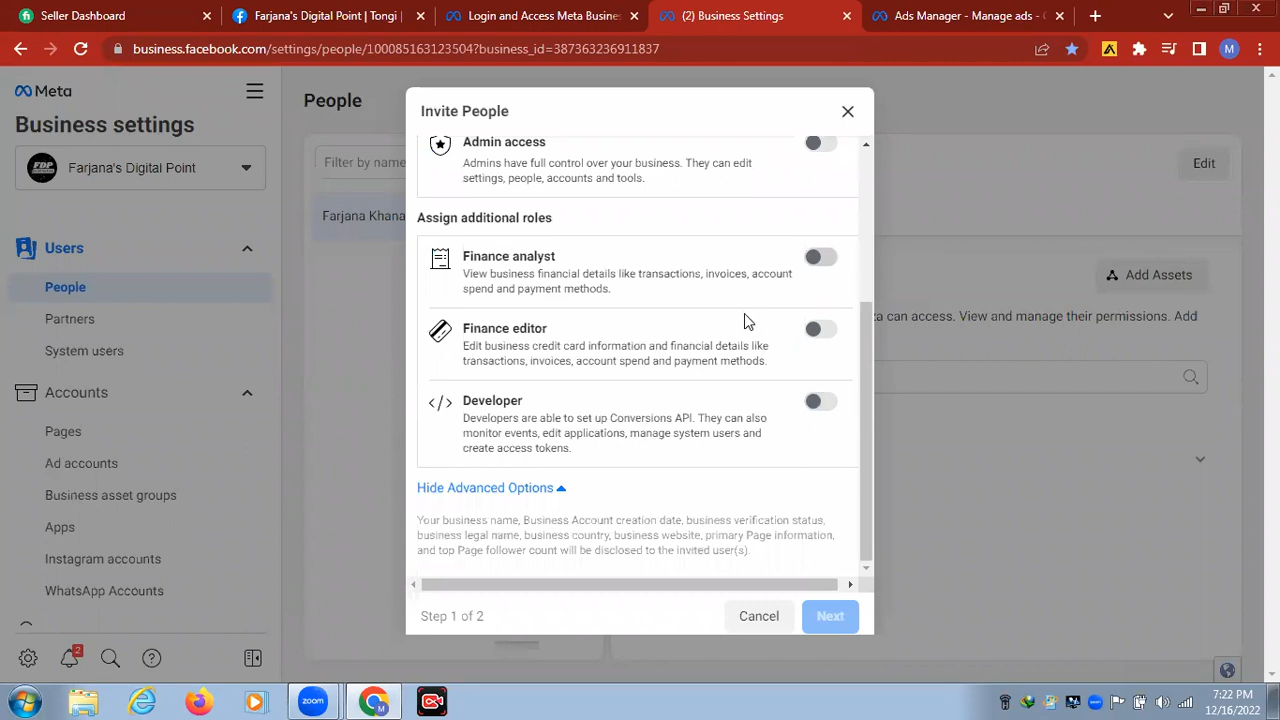 Seller Dashboard
Farjana's Digital Point | Tongi
Login and Access Meta Busine
(2) Business Settings
Ads Manager - Manage ads -
business.facebook.com/settings/people/100085163123504?business_id=387363236911837
M
Meta
Business settings
FDP
Farjana's Digital Point
Users
People
Partners
System users
Accounts
Pages
Ad accounts
Business asset groups
Apps
Instagram accounts
WhatsApp Accounts
2
People
Filter by name
Farjana Khana
Edit
Add Assets
ka can access. View and manage their permissions. Add
Invite People
Admin access
Admins have full control over your business. They can edit
settings, people, accounts and tools.
Assign additional roles
Finance analyst
View business financial details like transactions, invoices, account
spend and payment methods.
Finance editor
Edit business credit card information and financial details like
transactions, invoices, account spend and payment methods.
Developer
Developers are able to set up Conversions API. They can also
monitor events, edit applications, manage system users and
create access tokens.
Hide Advanced Options
Your business name, Business Account creation date, business verification status,
business legal name, business country, business website, primary Page information,
and top Page follower count will be disclosed to the invited user(s).
Step 1 of 2
Cancel
Next
zoom
7:22 PM
12/16/2022